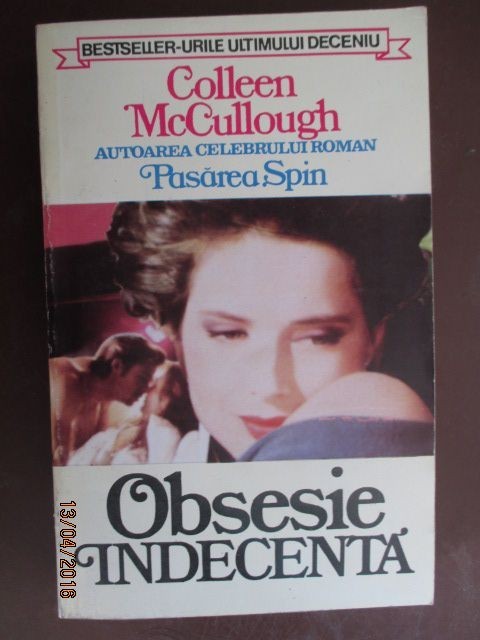 BESTSELLER-URILE ULTIMULUI DECENIU
Colleen
McCullough
AUTOAREA CELEBRULUI ROMAN
Pasărea Spin
Obsesie
INDECENTĂ
13/04/2016